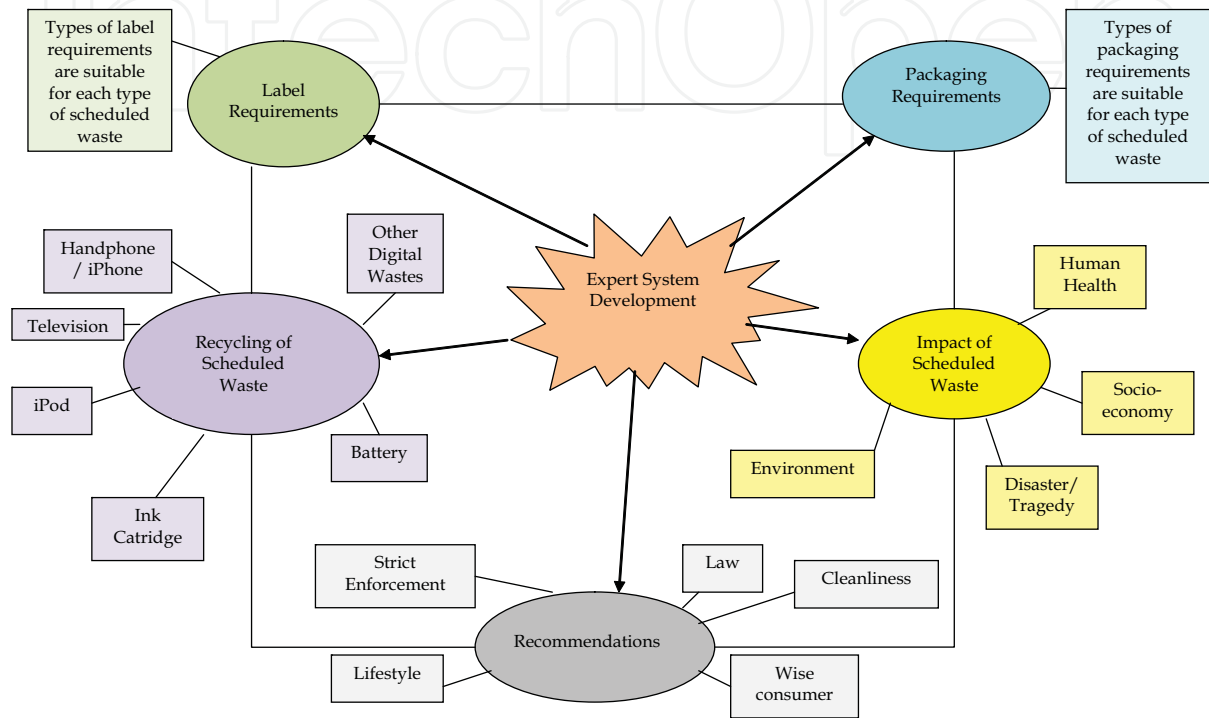 IntechOpen
Types of label
requirements
are suitable
for each type
of scheduled
waste
Label
Requirements
Packaging
Requirements
Types of
packaging
requirements
are suitable
for each type
of scheduled
waste
Handphone
/ iPhone
Other
Digital
Wastes
Expert System
Development
Human
Health
Television
Recycling of
Scheduled
Waste
Impact of
Scheduled
Waste
iPod
Socio-
economy
Battery
Environment
Ink
Catridge
Disaster/
Tragedy
Strict
Enforcement
Law
Cleanliness
Recommendations
Lifestyle
Wise
consumer